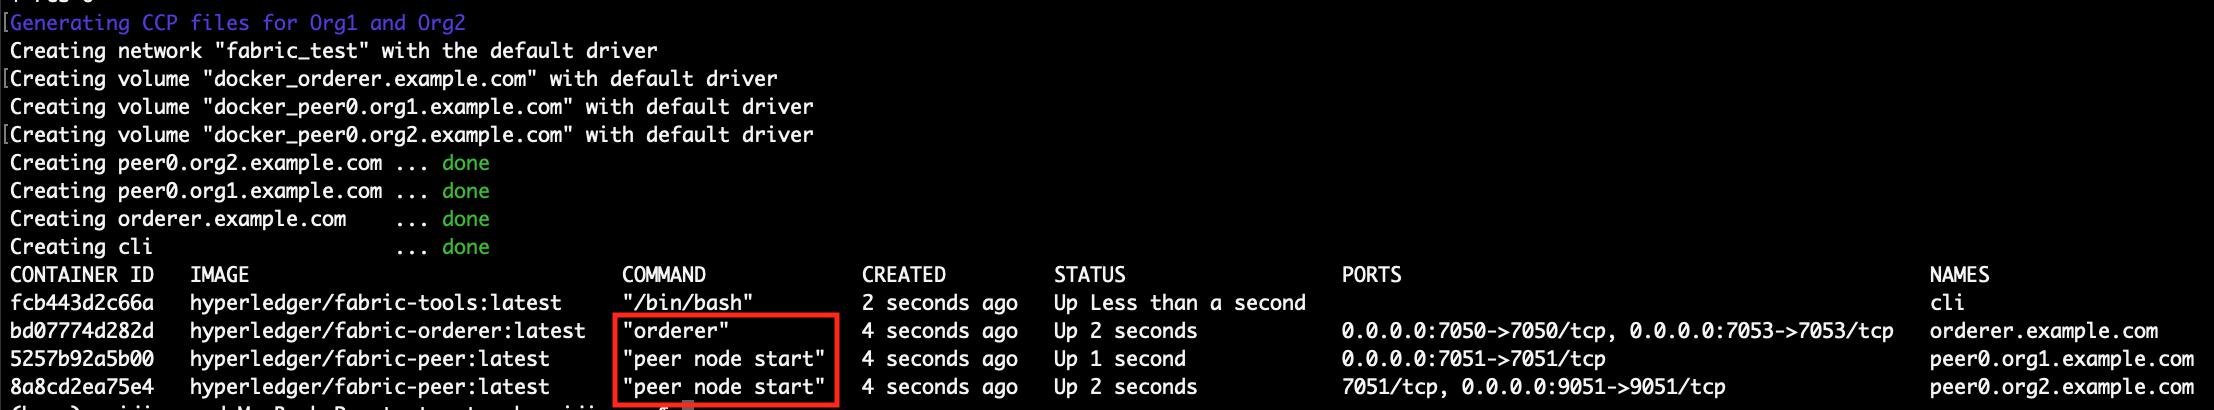 Generating CCP files for Org1 and Org2
Creating network "fabric_test" with the default driver
Creating volume "docker_orderer.example.com" with default driver
Creating volume "docker_peer0.org1.example.com" with default driver
Creating volume "docker_peer0.org2.example.com" with default driver
Creating peer0.org2.example.com ... done
Creating peer0.org1.example.com ... done
Creating orderer.example.com    ... done
Creating cli                    ... done
CONTAINER ID   IMAGE                               COMMAND             CREATED         STATUS                  PORTS                                            NAMES
fcb443d2c66a   hyperledger/fabric-tools:latest     "/bin/bash"         2 seconds ago   Up Less than a second                                                    cli
bd07774d282d   hyperledger/fabric-orderer:latest   "orderer"           4 seconds ago   Up 2 seconds            0.0.0.0:7050->7050/tcp, 0.0.0.0:7053->7053/tcp   orderer.example.com
5257b92a5b00   hyperledger/fabric-peer:latest      "peer node start"   4 seconds ago   Up 1 second             0.0.0.0:7051->7051/tcp                           peer0.org1.example.com
8a8cd2ea75e4   hyperledger/fabric-peer:latest      "peer node start"   4 seconds ago   Up 2 seconds            7051/tcp, 0.0.0.0:9051->9051/tcp                 peer0.org2.example.com